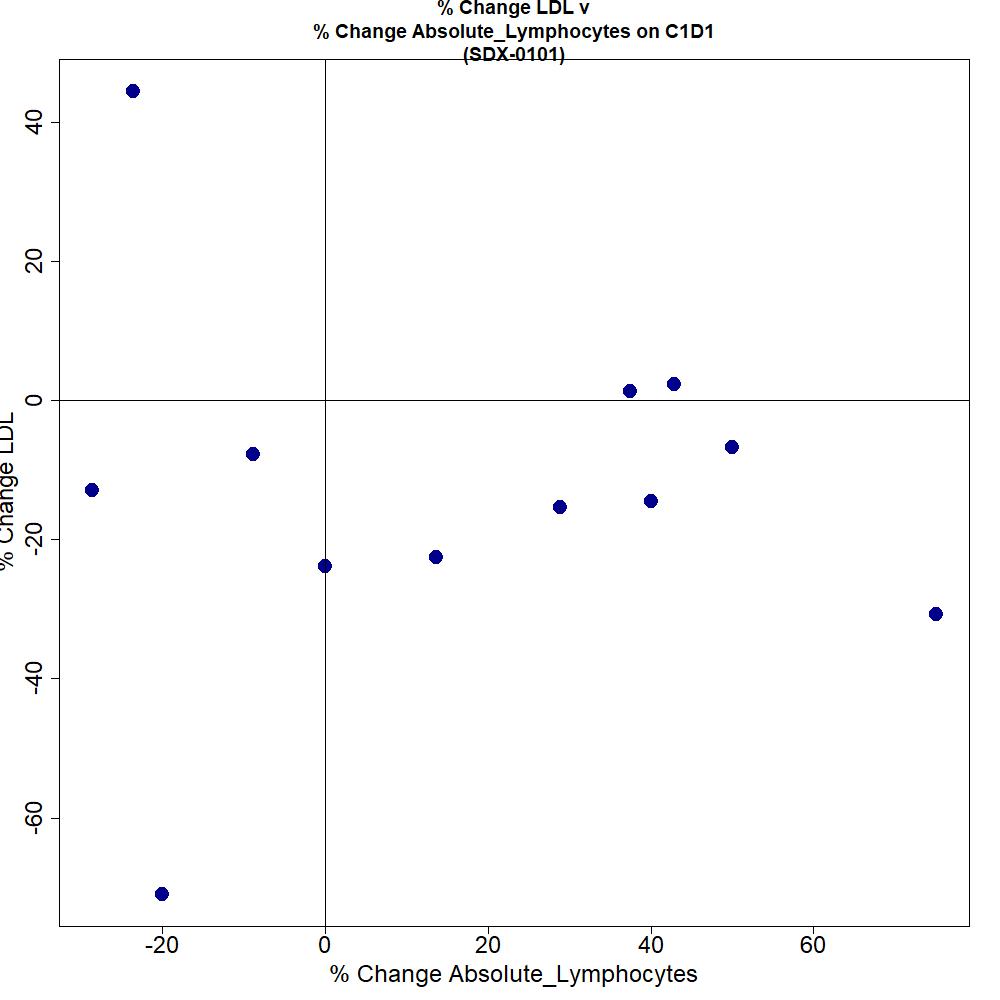 % Change LDL v
% Change Absolute_Lymphocytes on C1D1
(SDX-0101)
40
20
0
-20
-40
-60
% Change LDL
-20
0
20
40
60
% Change Absolute_Lymphocytes